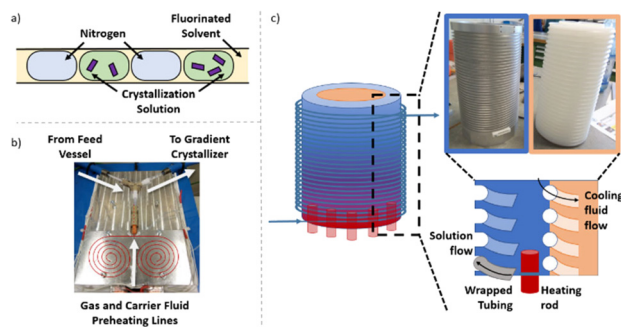 a)
Nitrogen
Fluorinated
Solvent
Crystallization
Solution
b)
From Feed
Vessel
To Gradient
Crystallizer
Gas and Carrier Fluid
Preheating Lines
c)
Cooling
fluid
flow
Solution
flow
Wrapped
Tubing
Heating
rod